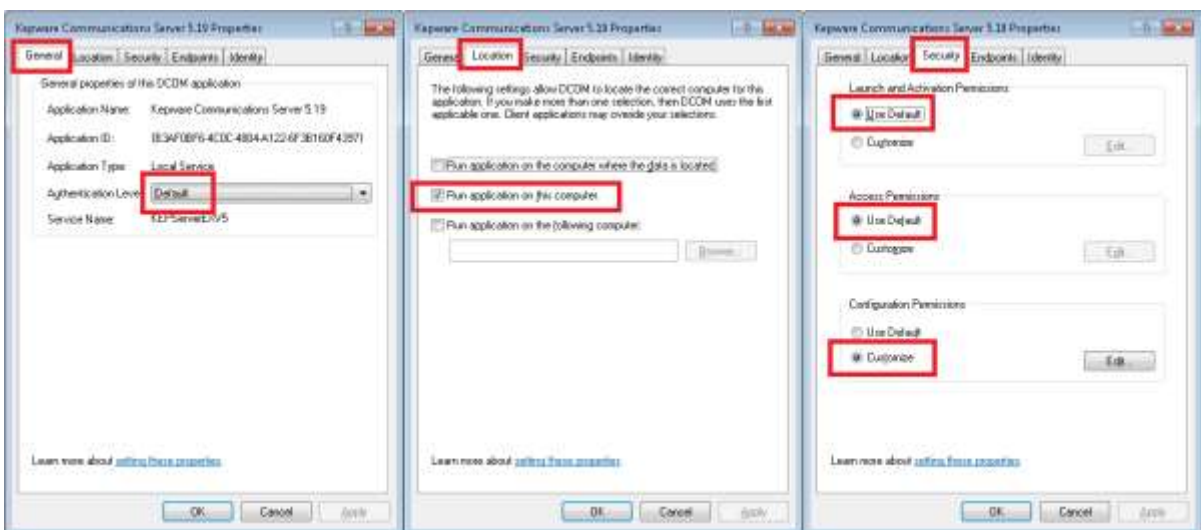 Kepware Communications Server 5.19 Properties
General Location Security Endpoints Identity
General properties of this DCOM application
Application Name: Kepware Communications Server 5.19
Application ID:
Application Type: Local Service
Authentication Level: Default
Service Name: KEPServerEXV5
Learn more about setting these properties.
OK Cancel Apply
Kepware Communications Server 5.19 Properties
General Location Security Endpoints Identity
The following settings allow DCOM to locate the correct computer for this
application. If you make more than one selection, then DCOM uses the first
applicable one. Client applications may override your selections.
Run application on the computer where the data is located.
Run application on this computer.
Run application on the following computer:
Browse...
Learn more about setting these properties.
OK Cancel Apply
Kepware Communications Server 5.19 Properties
General Location Security Endpoints Identity
Launch and Activation Permissions
Use Default
Customize Edit...
Access Permissions
Use Default
Customize Edit...
Configuration Permissions
Use Default
Customize Edit...
Learn more about setting these properties.
OK Cancel Apply